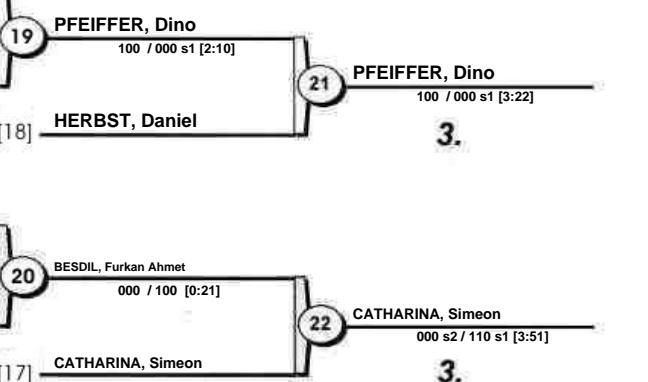 19 PFEIFFER, Dino
100 / 000 s1 [2:10]
21 PFEIFFER, Dino
100 / 000 s1 [3:22]
[18] HERBST, Daniel
3.
20 BESDIL, Furkan Ahmet
000 / 100 [0:21]
22 CATHARINA, Simeon
000 s2 / 110 s1 [3:51]
[17] CATHARINA, Simeon
3.